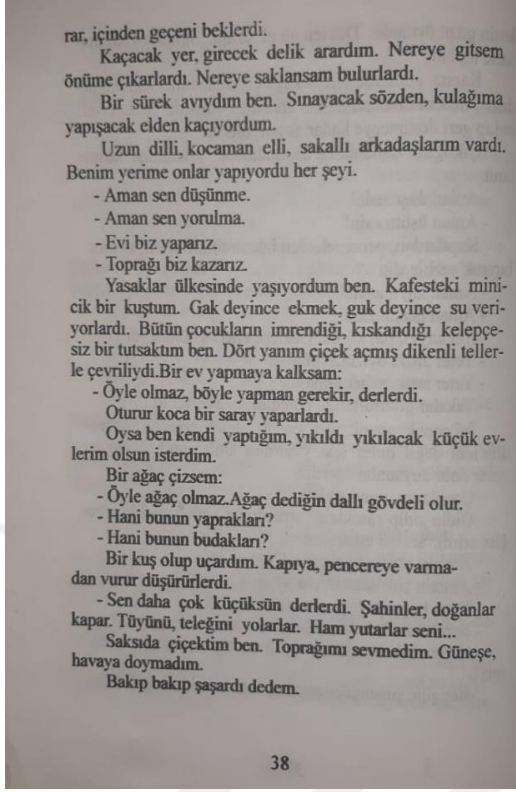 rar, içinden geçeni beklerdi.
Kaçacak yer, girecek delik arardım. Nereye gitsem
önüme çıkarlardı. Nereye saklansam bulurlardı.
Bir sürek avıydım ben. Sınayacak sözden, kulağıma
yapışacak elden kaçıyordum.
Uzun dilli, kocaman elli, sakallı arkadaşlarım vardı.
Benim yerime onlar yapıyordu her şeyi.
- Aman sen düşünme.
- Aman sen yorulma.
- Evi biz yaparız.
- Toprağı biz kazarız.
Yasaklar ülkesinde yaşıyordum ben. Kafesteki mini-
cik bir kuştum. Gak deyince ekmek, guk deyince su veri-
yorlardı. Bütün çocukların imrendiği, kıskandığı kelepçe-
siz bir tutsaktım ben. Dört yanım çiçek açmış dikenli teller-
le çevriliydi.Bir ev yapmaya kalksam:
- Öyle olmaz, böyle yapman gerekir, derlerdi.
Oturur koca bir saray yaparlardı.
Oysa ben kendi yaptığım, yıkıldı yıkılacak küçük ev-
lerim olsun isterdim.
Bir ağaç çizsem:
- Öyle ağaç olmaz.Ağaç dediğin dallı gövdeli olur.
- Hani bunun yaprakları?
- Hani bunun budakları?
Bir kuş olup uçardım. Kapıya, pencereye varma-
dan vurur düşürürlerdi.
- Sen daha çok küçüksün derlerdi. Şahinler, doğanlar
kapar. Tüyünü, teleğini yolarlar. Ham yutarlar seni...
Saksıda çiçektim ben. Toprağımı sevmedim. Güneşe,
havaya doymadım.
Bakıp bakıp şaşardı dedem.
38